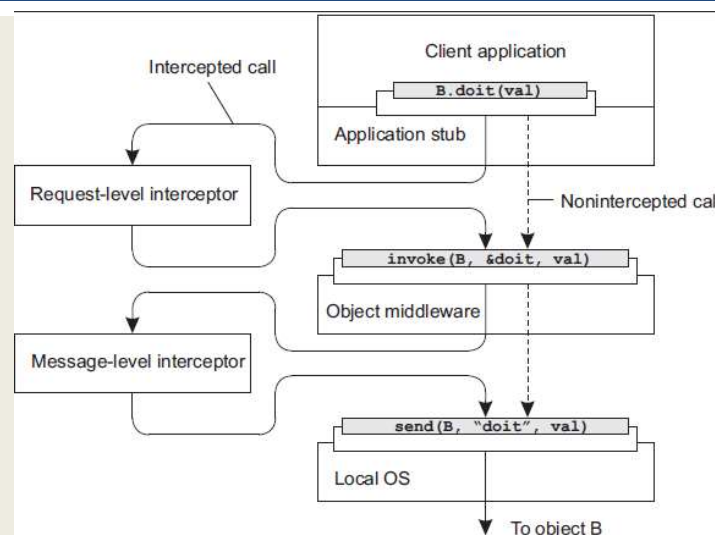 Client application
Intercepted call
B.doit(val)
Application stub
Request-level interceptor
Nonintercepted cal
invoke(B, &doit, val)
Object middleware
Message-level interceptor
send(B, "doit", val)
Local OS
To object B